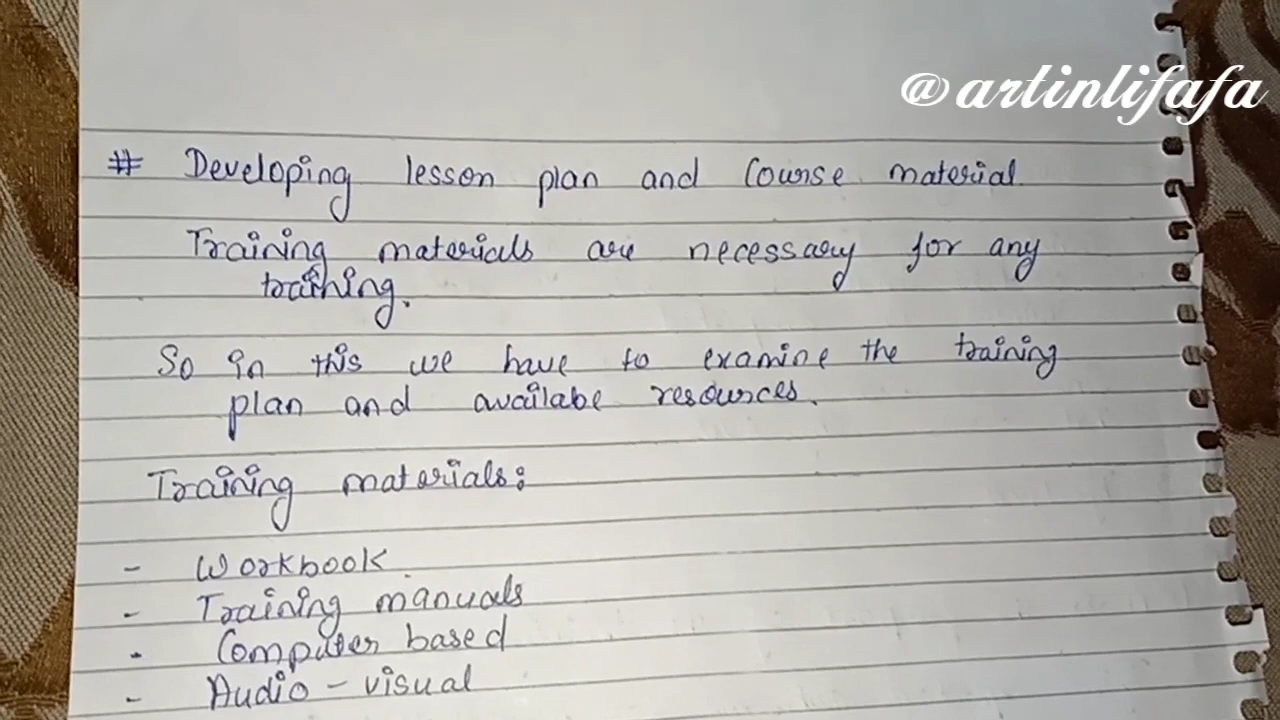 @artinlifafa
# Developing lesson plan and Course material
Training materials are necessary for any
training.
So in this we have to examine the training
plan and availabe resources.
Training materials:
- Workbook
- Training manuals
- Computer based
- Audio - visual